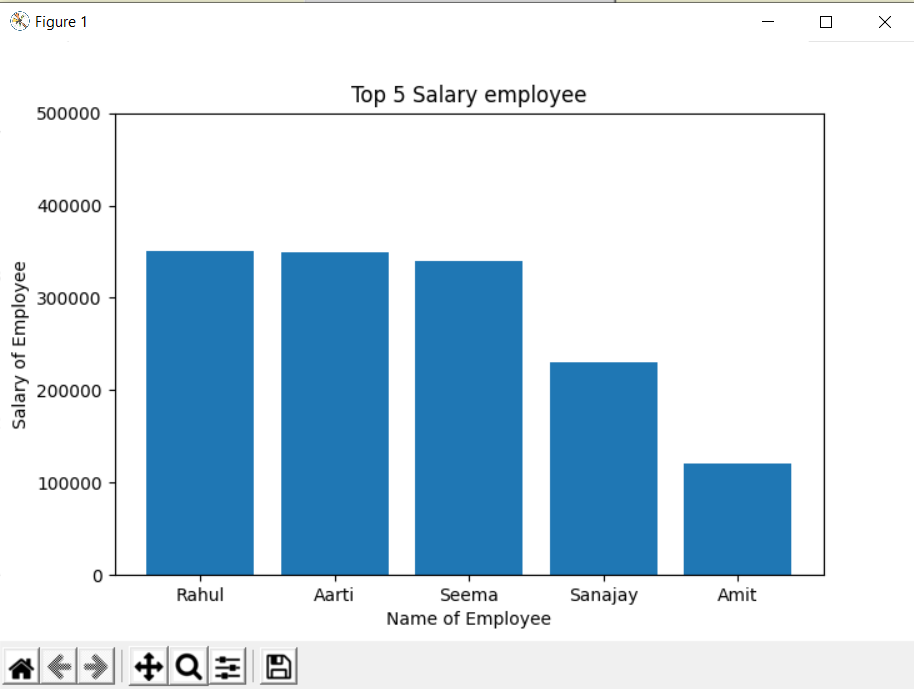 Figure 1
Top 5 Salary employee
500000
400000
300000
200000
100000
0
Salary of Employee
Rahul Aarti Seema Sanajay Amit
Name of Employee